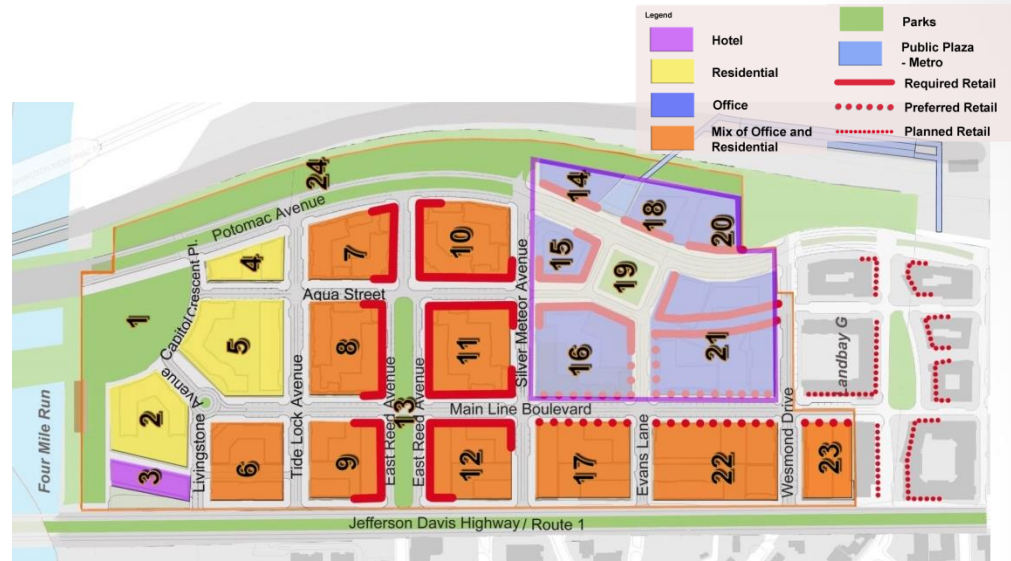 Legend
Hotel
Residential
Office
Mix of Office and
Residential
Parks
Public Plaza
- Metro
Required Retail
Preferred Retail
Planned Retail
24
Potomac Avenue
14
18
20
7
10
15
4
19
1
Capitol Crescent Pl.
Aqua Street
Silver Meteor Avenue
5
8
11
16
21
Landbay G
2
Avenue
13
Main Line Boulevard
Four Mile Run
3
Livingstone
6
Tide Lock Avenue
9
East Reed Avenue
East Reed Avenue
12
17
Evans Lane
22
Wesmond Drive
23
Jefferson Davis Highway / Route 1